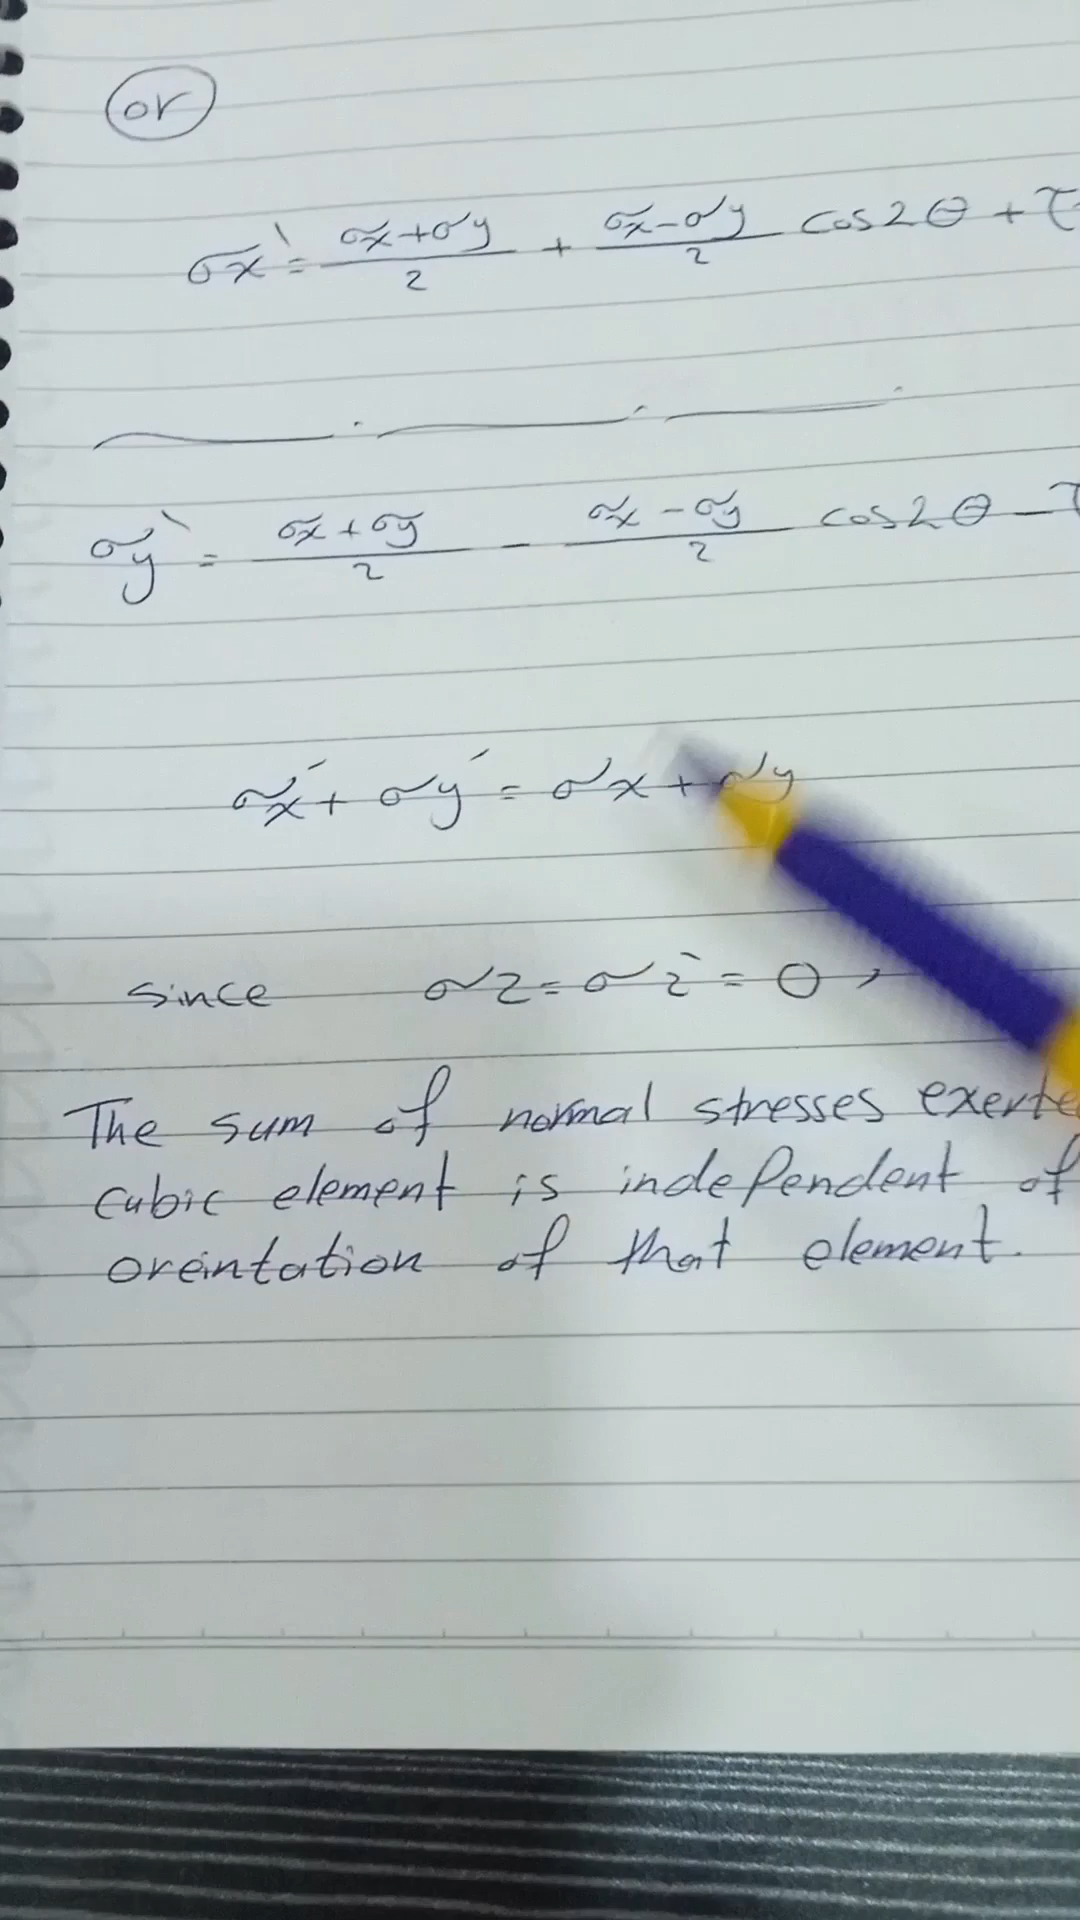 or
σx' = σx+σy/2 + σx-σy/2 cos2θ + τ
σy' = σx+σy/2 - σx-σy/2 cos2θ - τ
σx' + σy' = σx + σy
since σz = σz' = 0,
The sum of normal stresses exerte
cubic element is independent of
oreintation of that element.